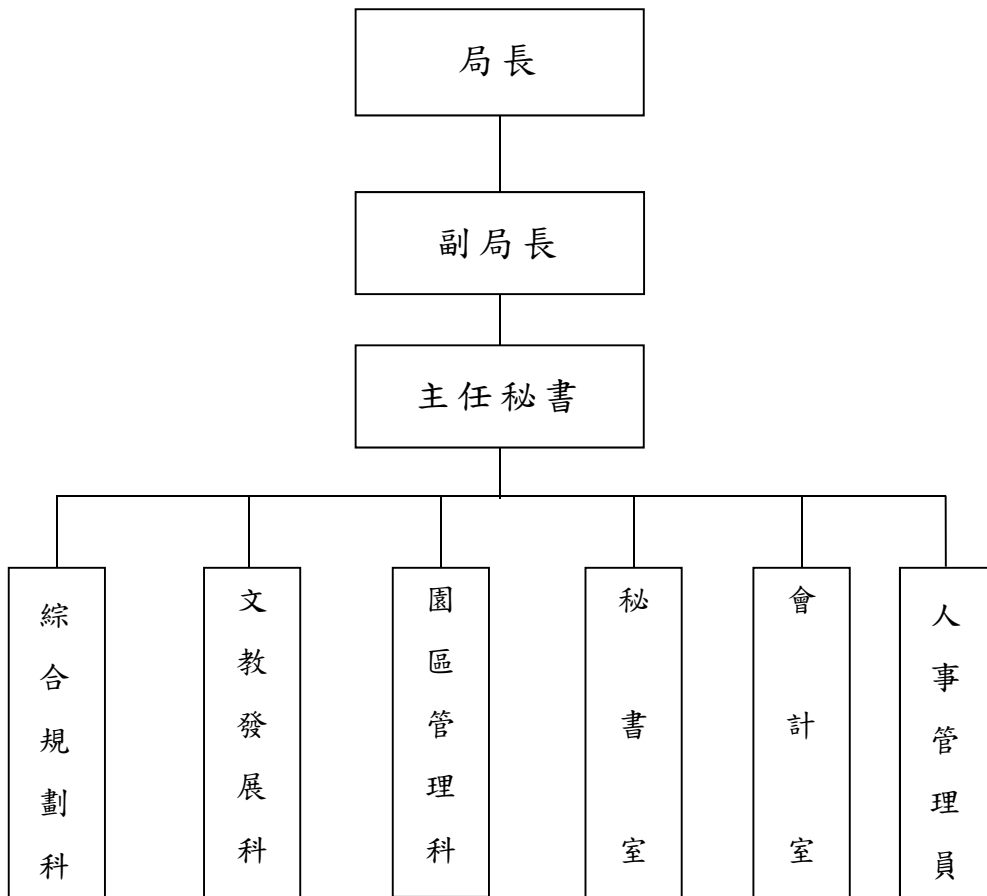 局長
副局長
主任秘書
綜合規劃科
文教發展科
園區管理科
秘書室
會計室
人事管理員